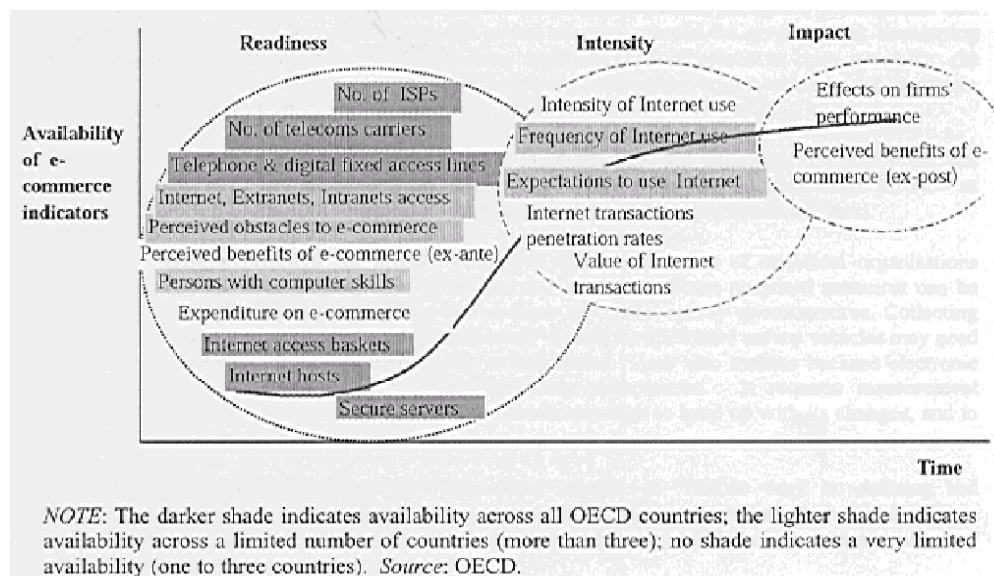 Readiness
Intensity
Impact
Availability
of e-
commerce
indicators
No. of ISPs
No. of telecoms carriers
Telephone & digital fixed access lines
Internet, Extranets, Intranets access
Perceived obstacles to e-commerce
Perceived benefits of e-commerce (ex-ante)
Persons with computer skills
Expenditure on e-commerce
Internet access baskets
Internet hosts
Secure servers
Intensity of Internet use
Frequency of Internet use
Expectations to use Internet
Internet transactions
penetration rates
Value of Internet
transactions
Effects on firms'
performance
Perceived benefits of e-
commerce (ex-post)
Time
NOTE: The darker shade indicates availability across all OECD countries; the lighter shade indicates
availability across a limited number of countries (more than three); no shade indicates a very limited
availability (one to three countries). Source: OECD.